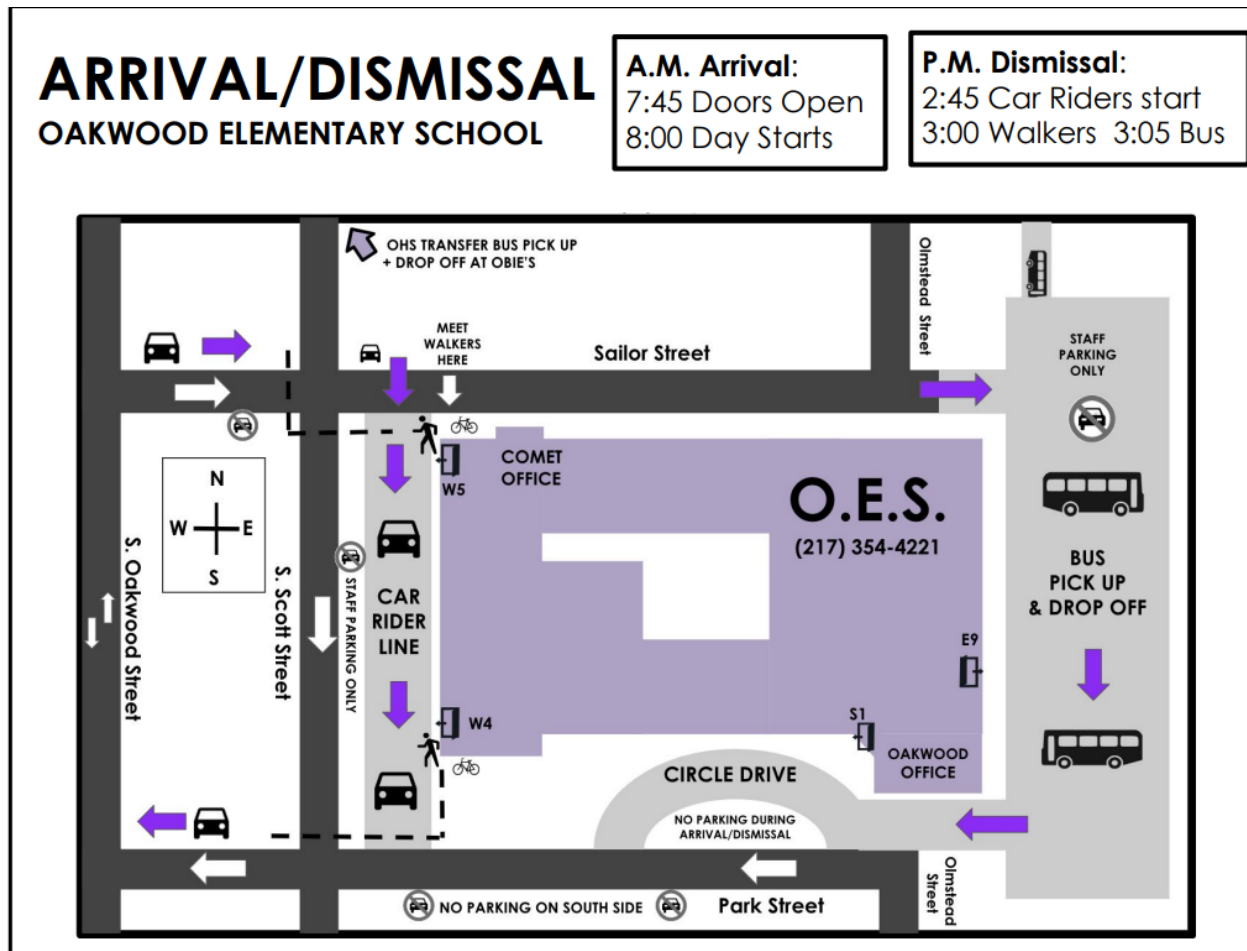 ARRIVAL/DISMISSAL
OAKWOOD ELEMENTARY SCHOOL
A.M. Arrival:
7:45 Doors Open
8:00 Day Starts
P.M. Dismissal:
2:45 Car Riders start
3:00 Walkers 3:05 Bus
OHS TRANSFER BUS PICK UP
+ DROP OFF AT OBIE'S
MEET
WALKERS
HERE
Sailor Street
Olmstead Street
STAFF
PARKING
ONLY
COMET
OFFICE
W5
O.E.S.
(217) 354-4221
N
W E
S
S. Oakwood Street
S. Scott Street
STAFF PARKING ONLY
CAR
RIDER
LINE
BUS
PICK UP
& DROP OFF
E9
W4
S1
OAKWOOD
OFFICE
CIRCLE DRIVE
NO PARKING DURING
ARRIVAL/DISMISSAL
Olmstead
Street
NO PARKING ON SOUTH SIDE
Park Street